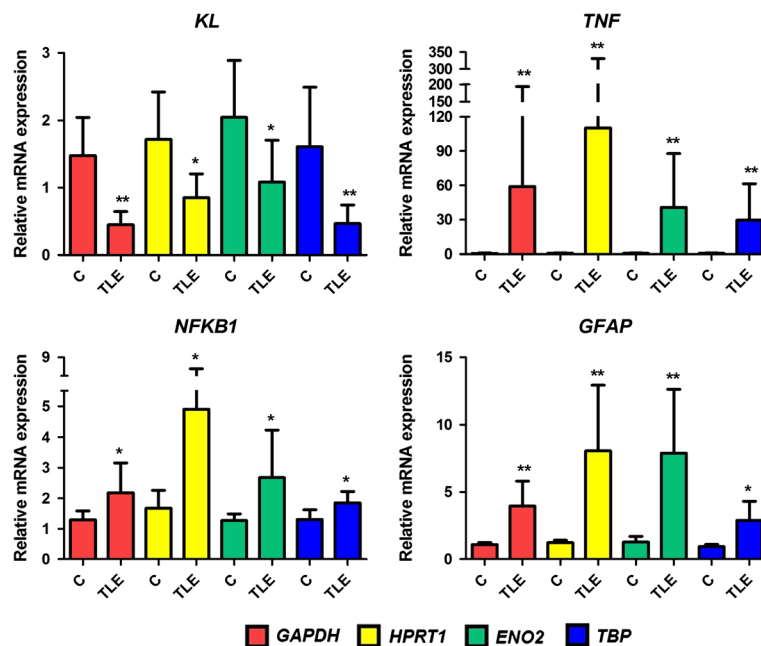 KL
Relative mRNA expression
3
2
1
0
** * * **
C TLE C TLE C TLE C TLE
TNF
Relative mRNA expression
350
300
200
150
120
60
30
0
** ** ** **
C TLE C TLE C TLE C TLE
NFKB1
Relative mRNA expression
9
5
4
3
2
1
0
* * * *
C TLE C TLE C TLE C TLE
GFAP
Relative mRNA expression
15
10
5
0
** ** ** *
C TLE C TLE C TLE C TLE
GAPDH HPRT1 ENO2 TBP